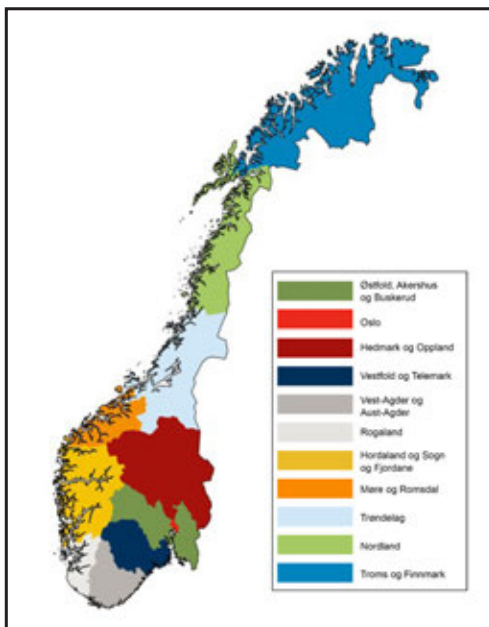 Østfold, Akershus
og Buskerud
Oslo
Hedmark og Oppland
Vestfold og Telemark
Vest-Agder og
Aust-Agder
Rogaland
Hordaland og Sogn
og Fjordane
Møre og Romsdal
Trøndelag
Nordland
Troms og Finnmark